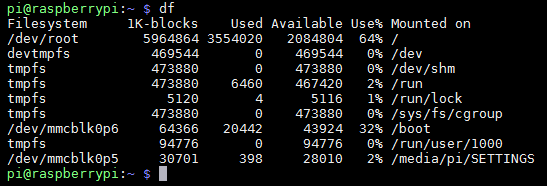 pi@raspberrypi:~ $ df
Filesystem     1K-blocks    Used Available Use% Mounted on
/dev/root        5964864 3554020   2084804  64% /
devtmpfs          469544       0    469544   0% /dev
tmpfs             473880       0    473880   0% /dev/shm
tmpfs             473880    6460    467420   2% /run
tmpfs               5120       4      5116   1% /run/lock
tmpfs             473880       0    473880   0% /sys/fs/cgroup
/dev/mmcblk0p6     64366   20442     43924  32% /boot
tmpfs              94776       0     94776   0% /run/user/1000
/dev/mmcblk0p5     30701     398     28010   2% /media/pi/SETTINGS
pi@raspberrypi:~ $